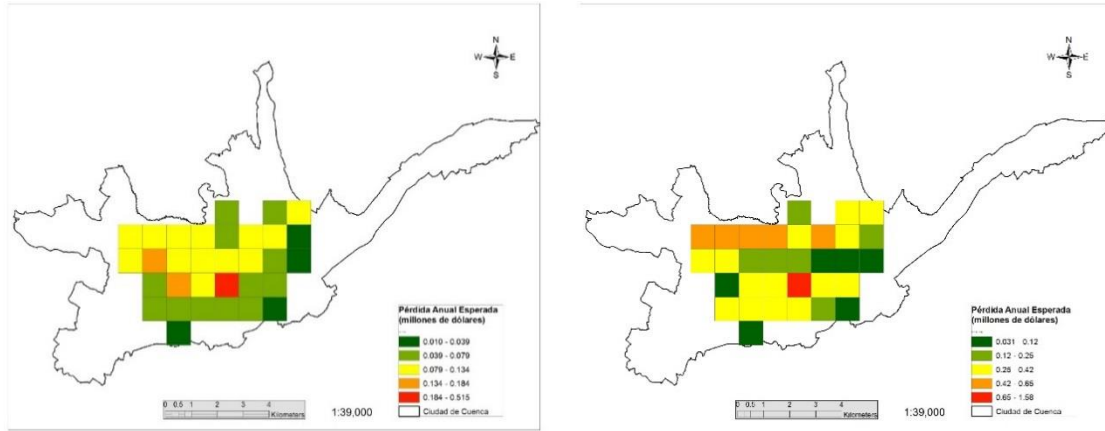 N
W E
S
Pérdida Anual Esperada
(millones de dólares)
0.010 - 0.039
0.039 - 0.079
0.079 - 0.134
0.134 - 0.184
0.184 - 0.515
Ciudad de Cuenca
0 0.5 1 2 3 4
Kilometers
1:39,000
N
W E
S
Pérdida Anual Esperada
(millones de dólares)
0.031 0.12
0.12 - 0.25
0.26 - 0.42
0.42 - 0.65
0.65 - 1.58
Ciudad de Cuenca
0 0.5 1 2 3 4
Kilometers
1:39,000